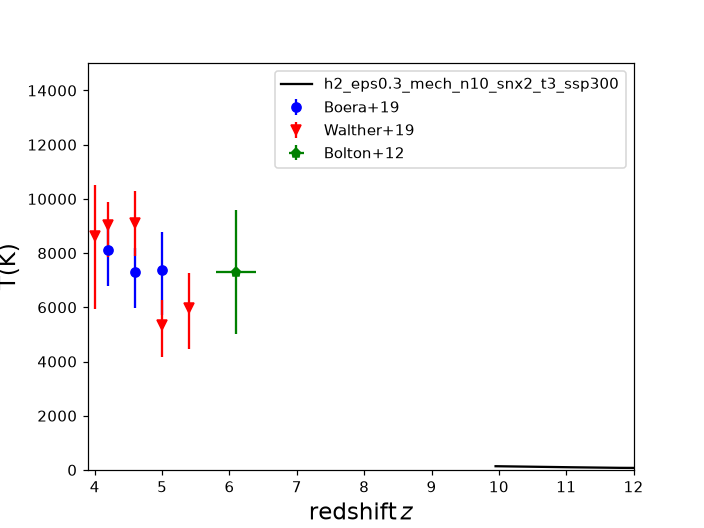 h2_eps0.3_mech_n10_snx2_t3_ssp300
Boera+19
Walther+19
Bolton+12
14000
12000
10000
8000
6000
4000
2000
0
T(K)
4 5 6 7 8 9 10 11 12
redshift z